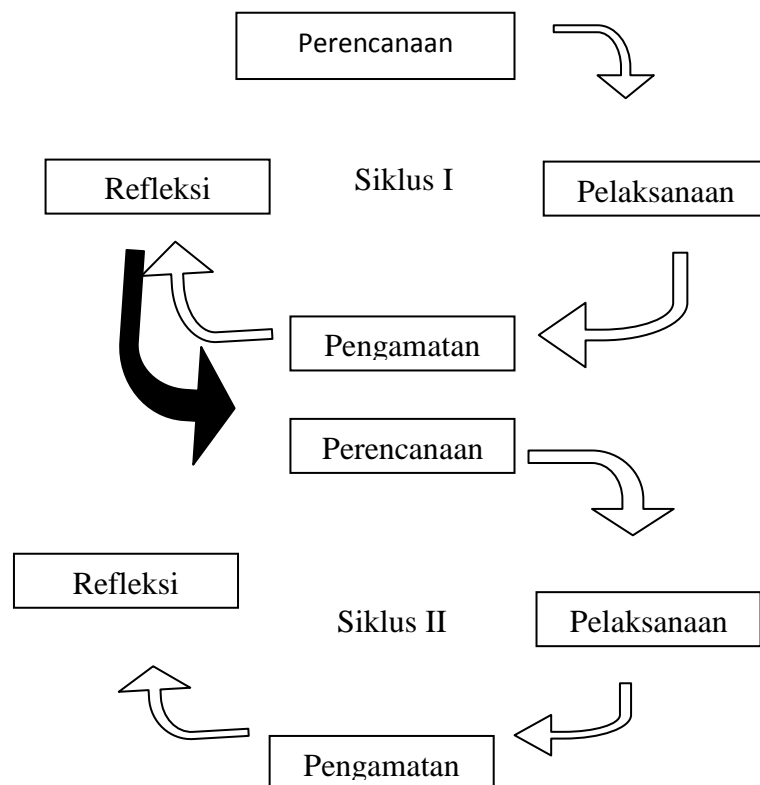 Perencanaan
Refleksi
Siklus I
Pelaksanaan
Pengamatan
Perencanaan
Refleksi
Siklus II
Pelaksanaan
Pengamatan